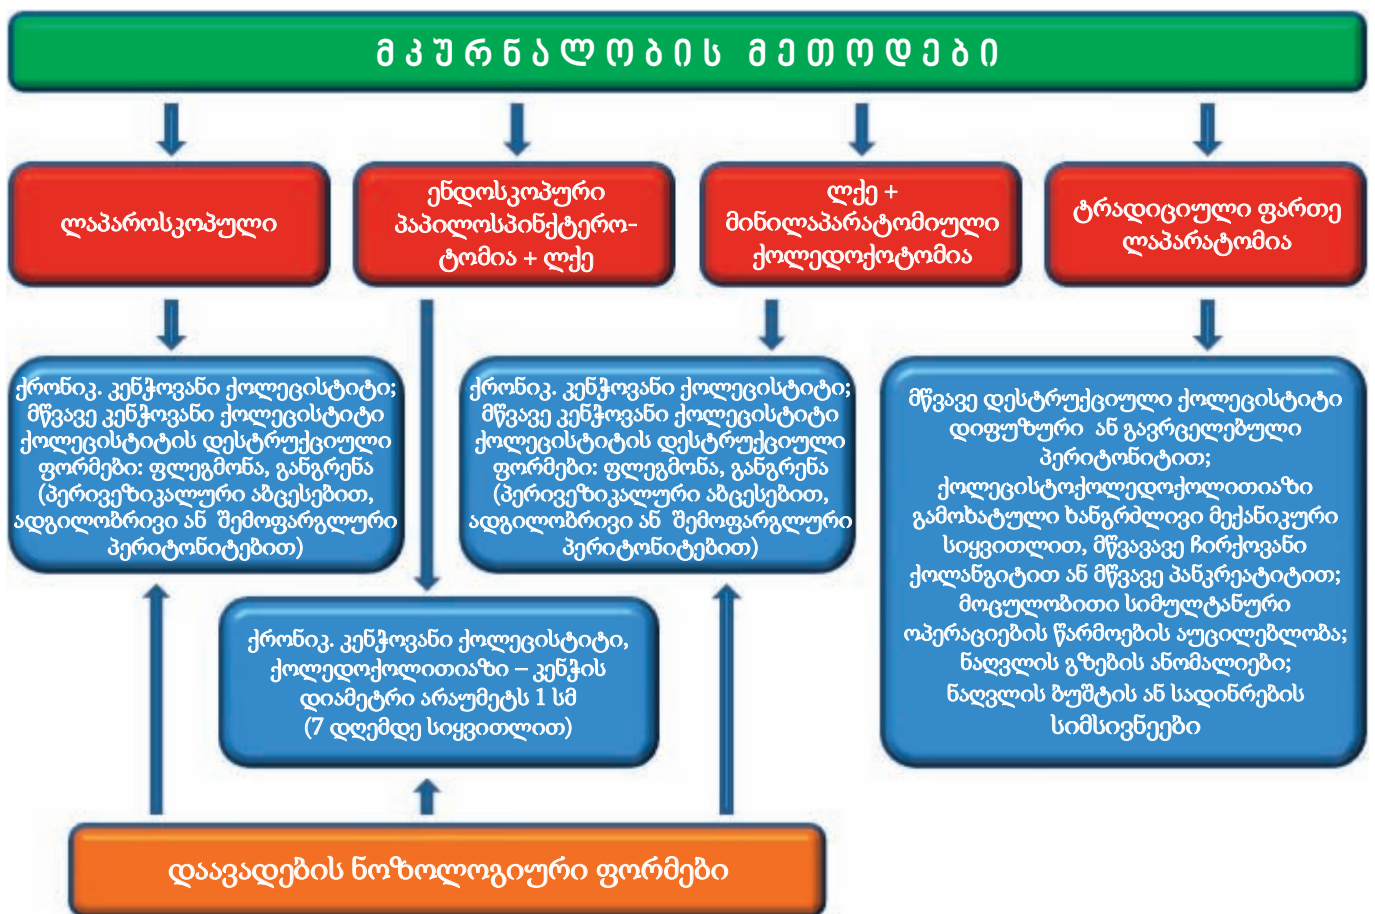 მკურნალობის მეთოდები
ლაპაროსკოპული
ენდოსკოპური
პაპილოსპინქტერო-
ტომია + ლქე
ლქე +
მინილაპარატომიული
ქოლედოქოტომია
ტრადიციული ფართე
ლაპარატომია
ქრონიკ. კენჭოვანი ქოლეცისტიტი;
მწვავე კენჭოვანი ქოლეცისტიტი
ქოლეცისტიტის დესტრუქციული
ფორმები: ფლეგმონა, განგრენა
(პერივეზიკალური აბცესებით,
ადგილობრივი ან შემოფარგლური
პერიტონიტებით)
ქრონიკ. კენჭოვანი ქოლეცისტიტი;
მწვავე კენჭოვანი ქოლეცისტიტი
ქოლეცისტიტის დესტრუქციული
ფორმები: ფლეგმონა, განგრენა
(პერივეზიკალური აბცესებით,
ადგილობრივი ან შემოფარგლური
პერიტონიტებით)
მწვავე დესტრუქციული ქოლეცისტიტი
დიფუზური ან გავრცელებული
პერიტონიტით;
ქოლეცისტოქოლედოქოლითიაზი
გამოხატული ხანგრძლივი მექანიკური
სიყვითლით, მწვავავე ჩირქოვანი
ქოლანგიტით ან მწვავე პანკრეატიტით;
მოცულობითი სიმულტანური
ოპერაციების წარმოების აუცილებლობა;
ნაღვლის გზების ანომალიები;
ნაღვლის ბუშტის ან სადინრების
სიმსივნეები
ქრონიკ. კენჭოვანი ქოლეცისტიტი,
ქოლედოქოლითიაზი – კენჭის
დიამეტრი არაუმეტს 1 სმ
(7 დღემდე სიყვითლით)
დაავადების ნოზოლოგიური ფორმები